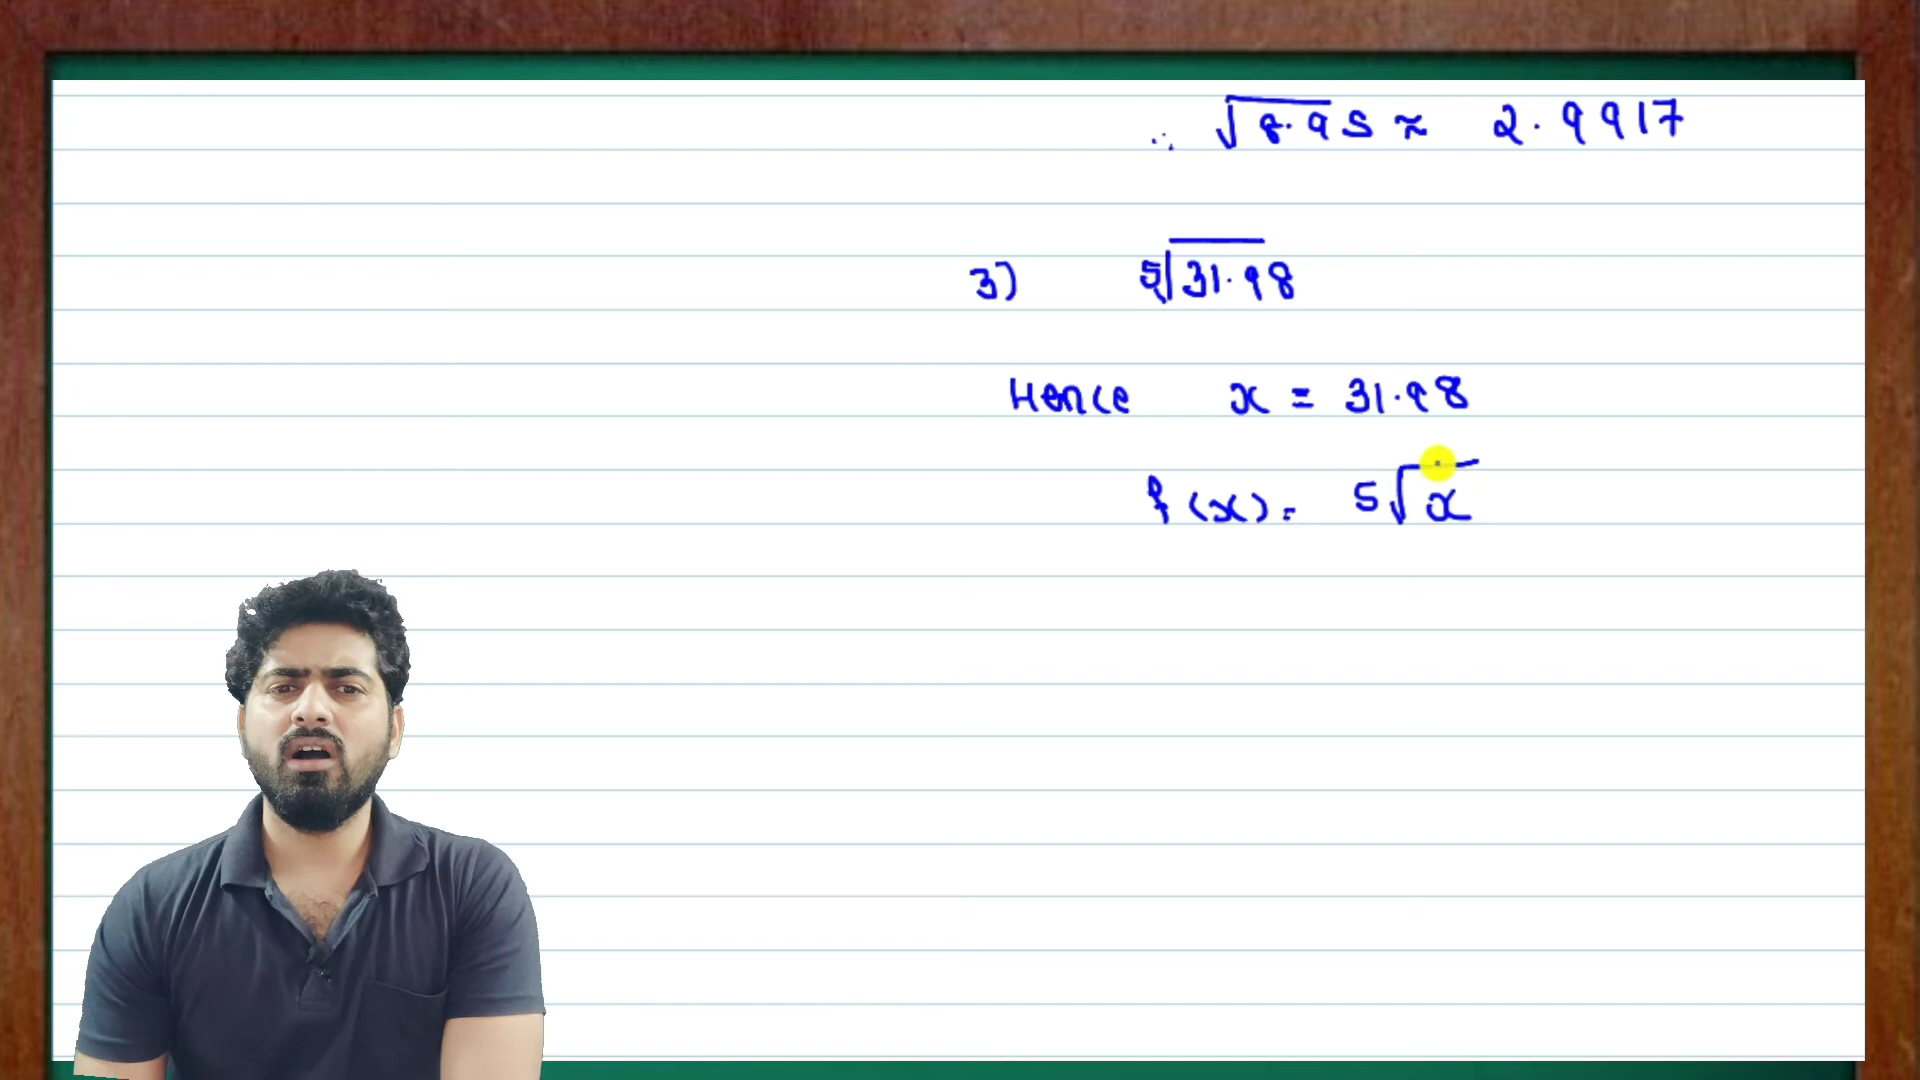 ∴ √8.95 ≈ 2.9917
3) 5√31.98
Hence x = 31.98
f(x) = 5√x